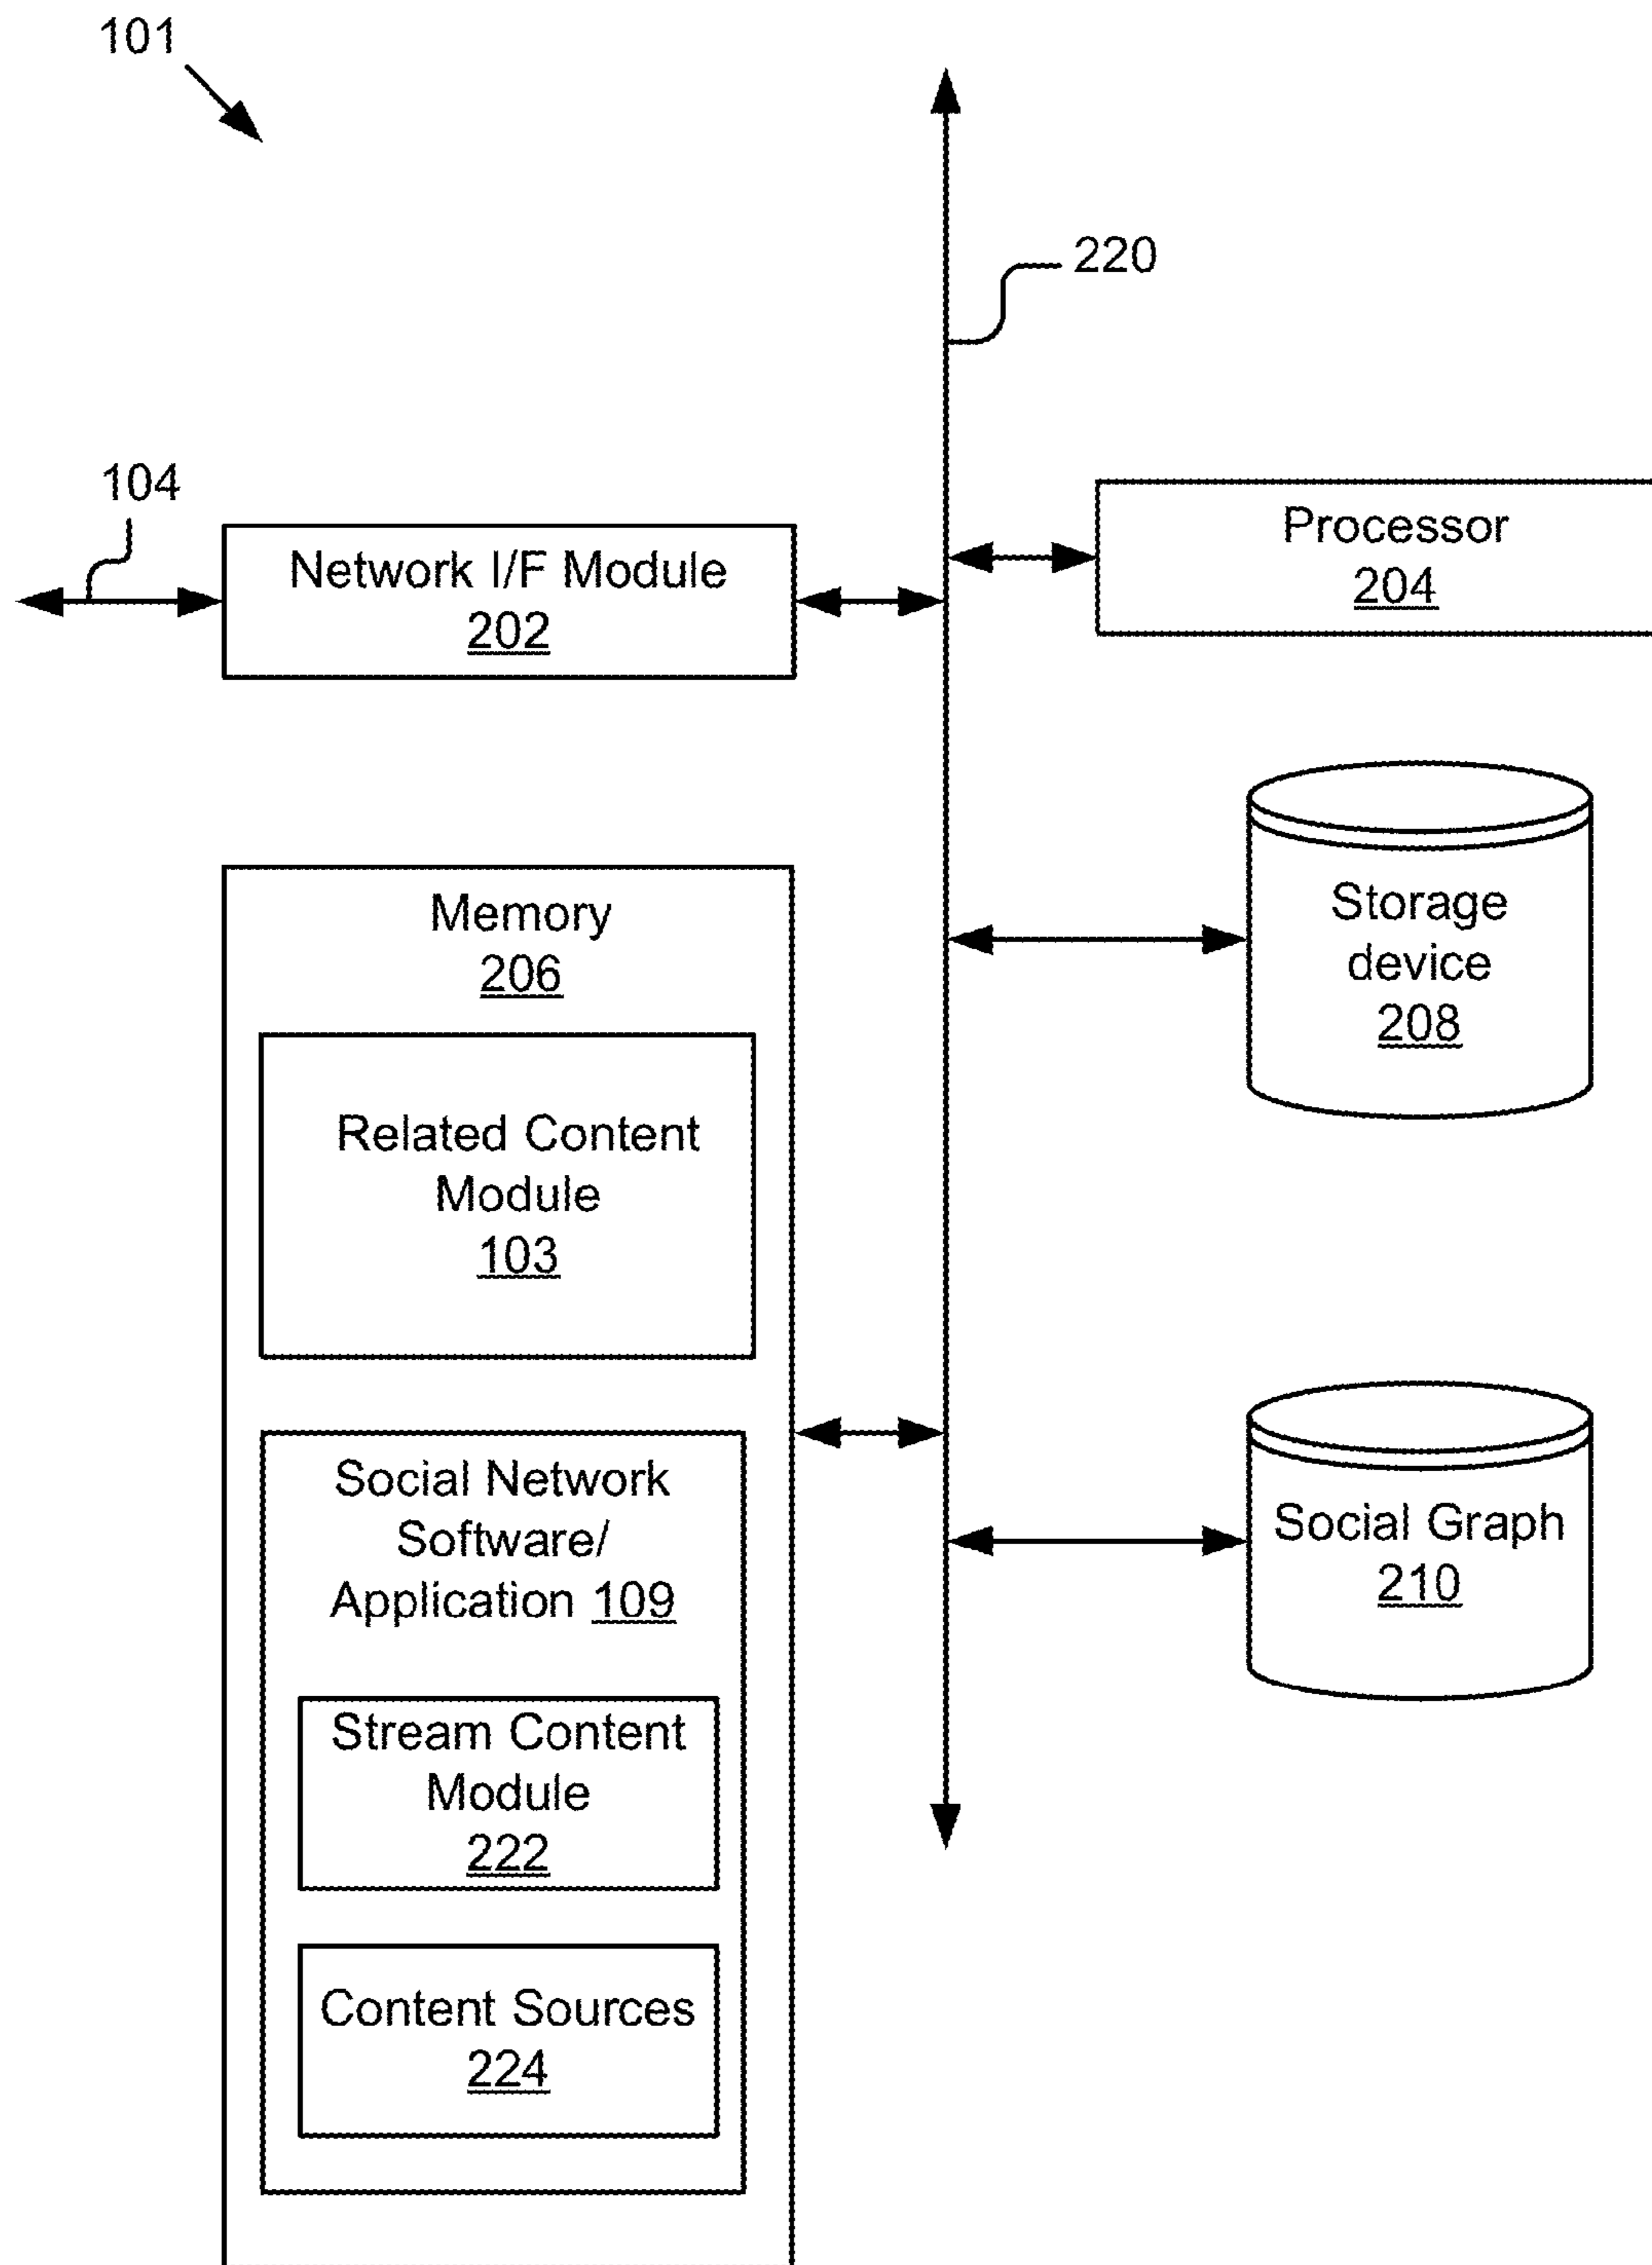 101
220
104
Network I/F Module
202
Processor
204
Storage
device
208
Memory
206
Related Content
Module
103
Social Network
Software/
Application 109
Social Graph
210
Stream Content
Module
222
Content Sources
224